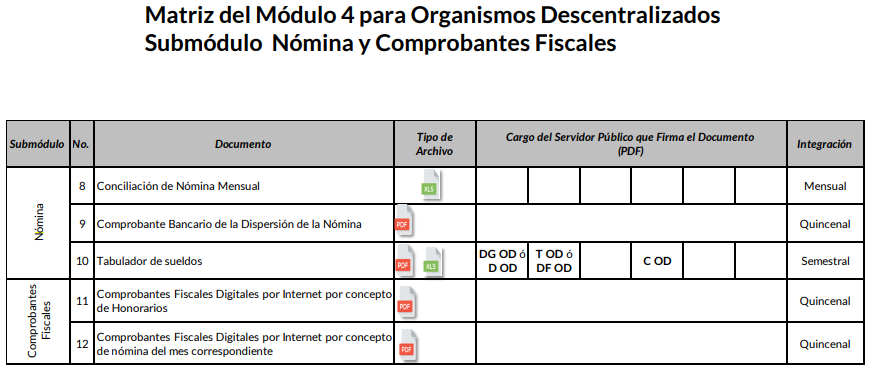 Matriz del Módulo 4 para Organismos Descentralizados
Submódulo Nómina y Comprobantes Fiscales
Submódulo No. Documento Tipo de Archivo Cargo del Servidor Público que Firma el Documento (PDF) Integración
Nómina
8 Conciliación de Nómina Mensual XLS Mensual
9 Comprobante Bancario de la Dispersión de la Nómina PDF Quincenal
10 Tabulador de sueldos PDF XLS DG OD ó D OD T OD ó DF OD C OD Semestral
Comprobantes Fiscales
11 Comprobantes Fiscales Digitales por Internet por concepto
de Honorarios PDF Quincenal
12 Comprobantes Fiscales Digitales por Internet por concepto
de nómina del mes correspondiente PDF Quincenal